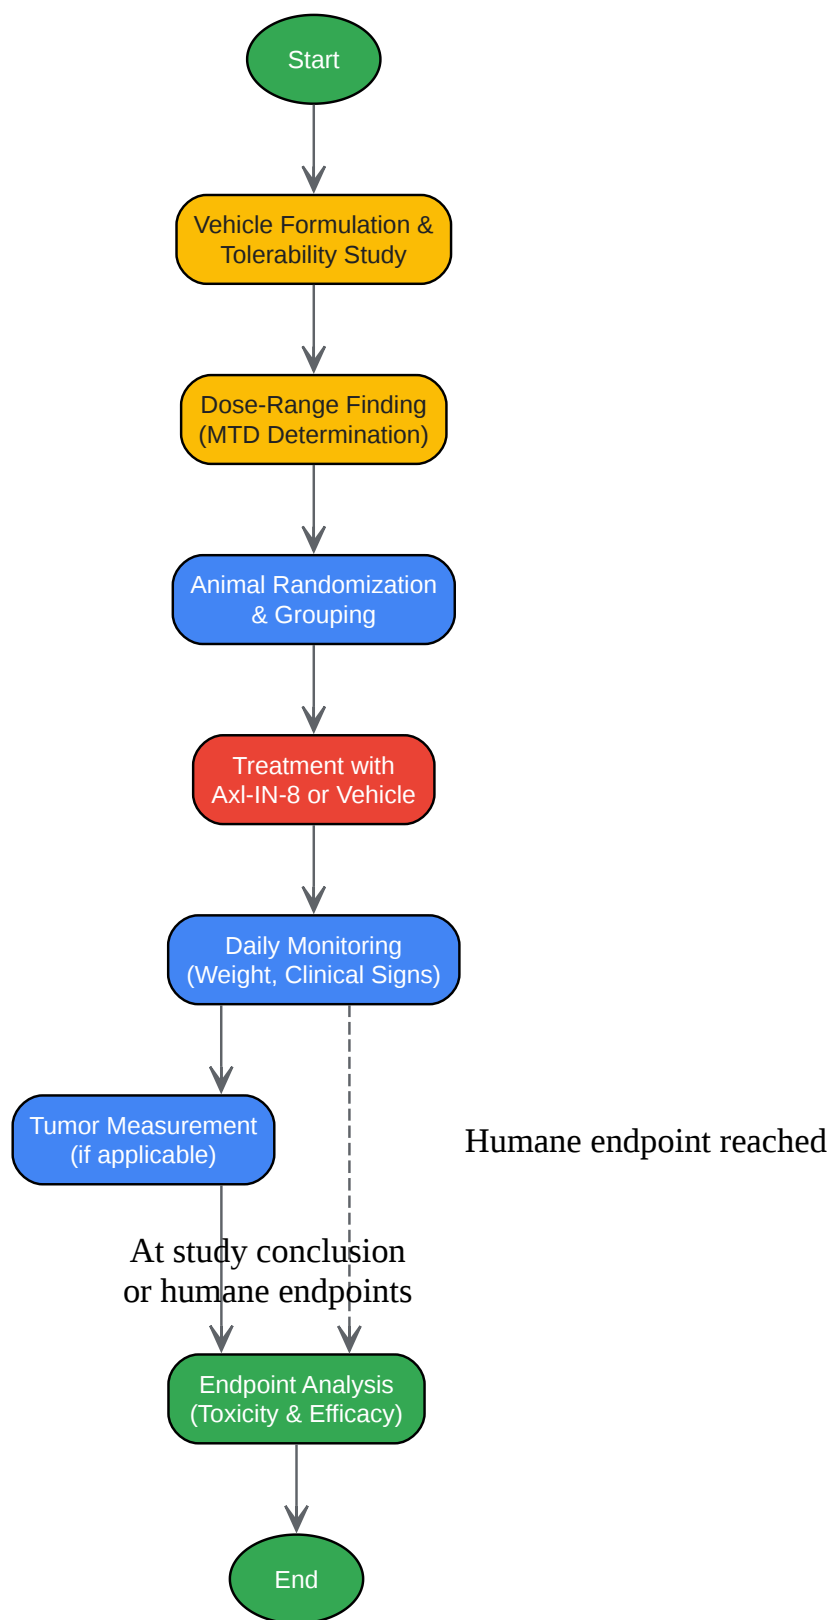 Start
Vehicle Formulation &
Tolerability Study
Dose-Range Finding
(MTD Determination)
Animal Randomization
& Grouping
Treatment with
Axl-IN-8 or Vehicle
Daily Monitoring
(Weight, Clinical Signs)
Tumor Measurement
(if applicable)
Humane endpoint reached
At study conclusion
or humane endpoints
Endpoint Analysis
(Toxicity & Efficacy)
End